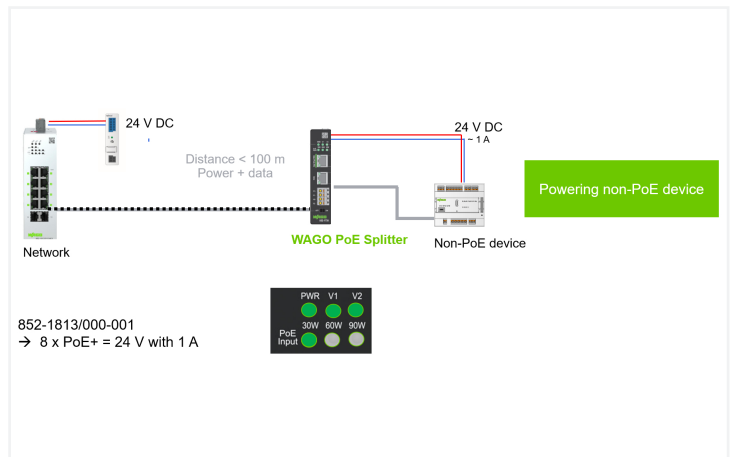 24 V DC
24 V DC
~ 1 A
Distance < 100 m
Power + data
Powering non-PoE device
WAGO PoE Splitter
Non-PoE device
Network
PWR V1 V2
30W 60W 90W
PoE
Input
852-1813/000-001
→ 8 x PoE+ = 24 V with 1 A